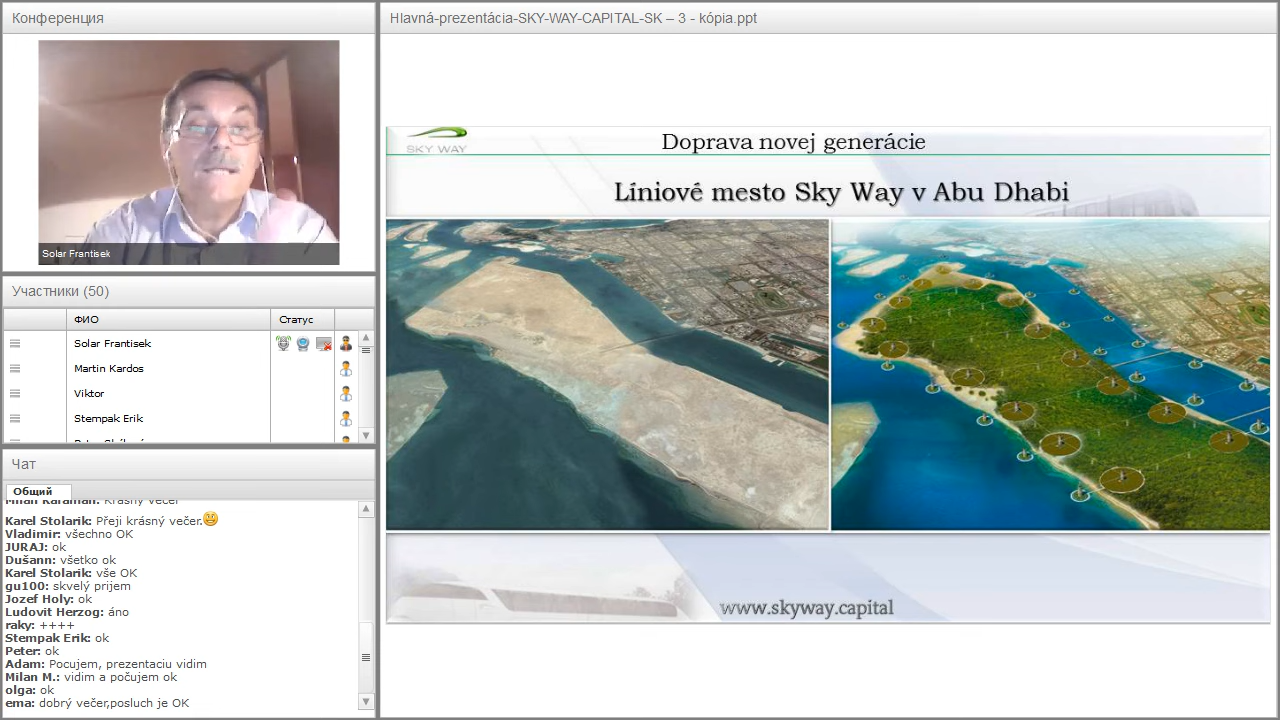 Конференция
Solar Frantisek
Участники (50)
ФИО
Статус
Solar Frantisek
Martin Kardos
Viktor
Stempak Erik
Чат
Общий
Milan Karaman: Krásny večer
Karel Stolarik: Přeji krásný večer.
Vladimir: všechno OK
JURAJ: ok
Dušann: všetko ok
Karel Stolarik: vše OK
gu100: skvelý prijem
Jozef Holy: ok
Ludovit Herzog: áno
raky: ++++
Stempak Erik: ok
Peter: ok
Adam: Pocujem, prezentaciu vidim
Milan M.: vidim a počujem ok
olga: ok
ema: dobrý večer,posluch je OK
Hlavná-prezentácia-SKY-WAY-CAPITAL-SK – 3 - kópia.ppt
SKY WAY
Doprava novej generácie
Líniové mesto Sky Way v Abu Dhabi
www.skyway.capital